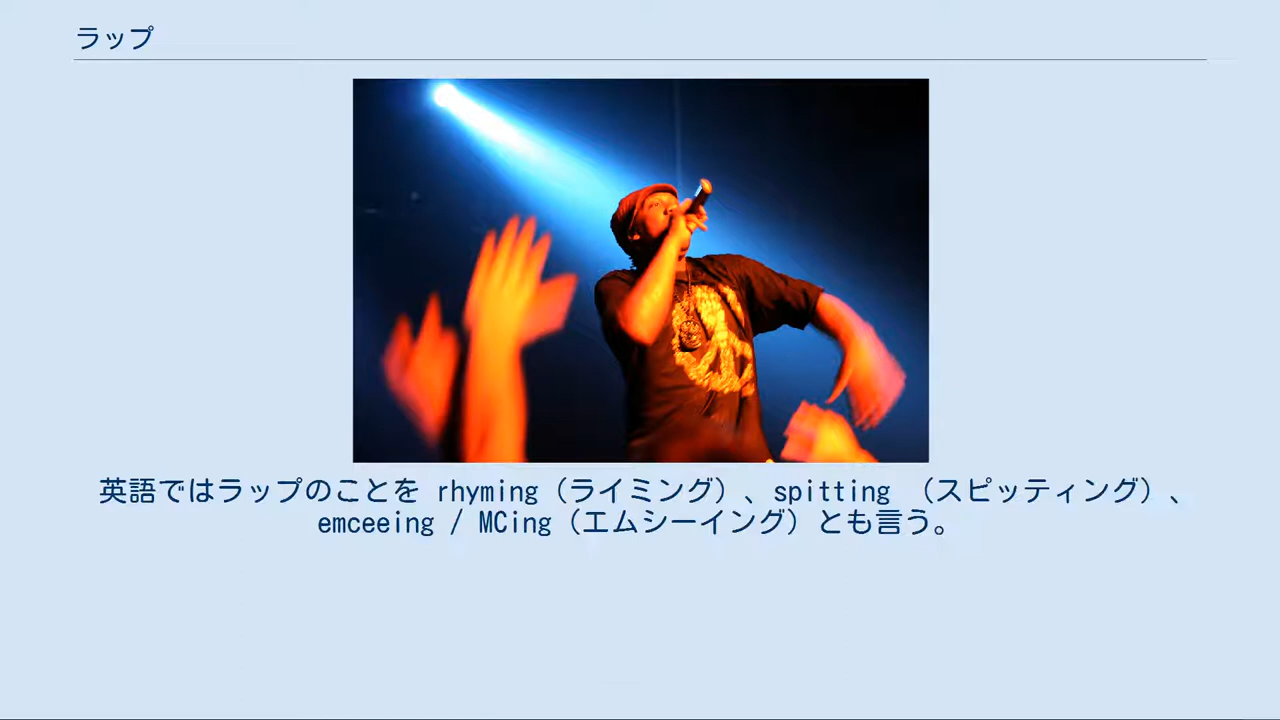 ラップ
英語ではラップのことを rhyming（ライミング）、spitting （スピッティング）、
emceeing / MCing（エムシーイング）とも言う。